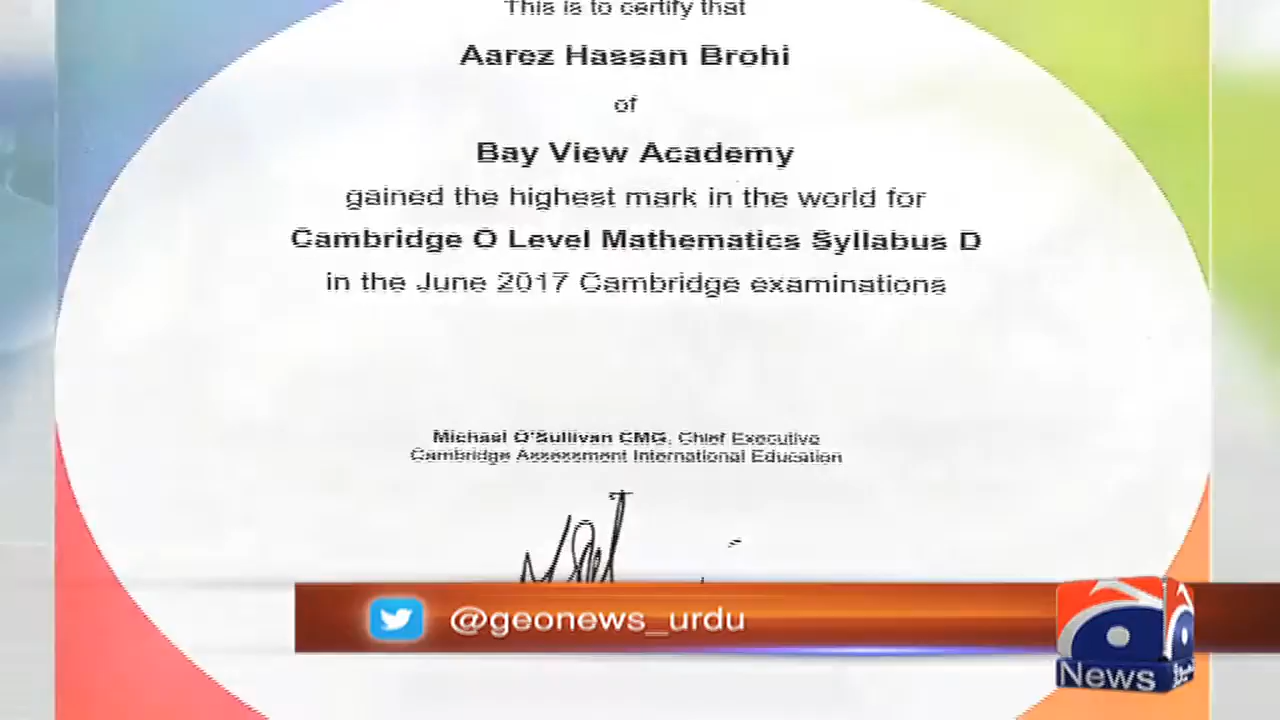 This is to certify that
Aarez Hassan Brohi
of
Bay View Academy
gained the highest mark in the world for
Cambridge O Level Mathematics Syllabus D
in the June 2017 Cambridge examinations
Michael O'Sullivan CMG, Chief Executive
Cambridge Assessment International Education
@geonews_urdu
News